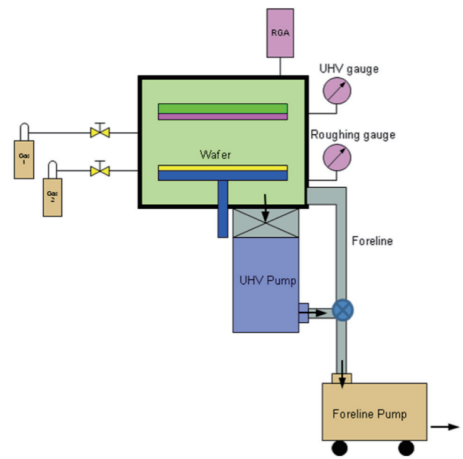 RGA
UHV gauge
Roughing gauge
Wafer
Gas
1
Gas
2
Foreline
UHV Pump
Foreline Pump